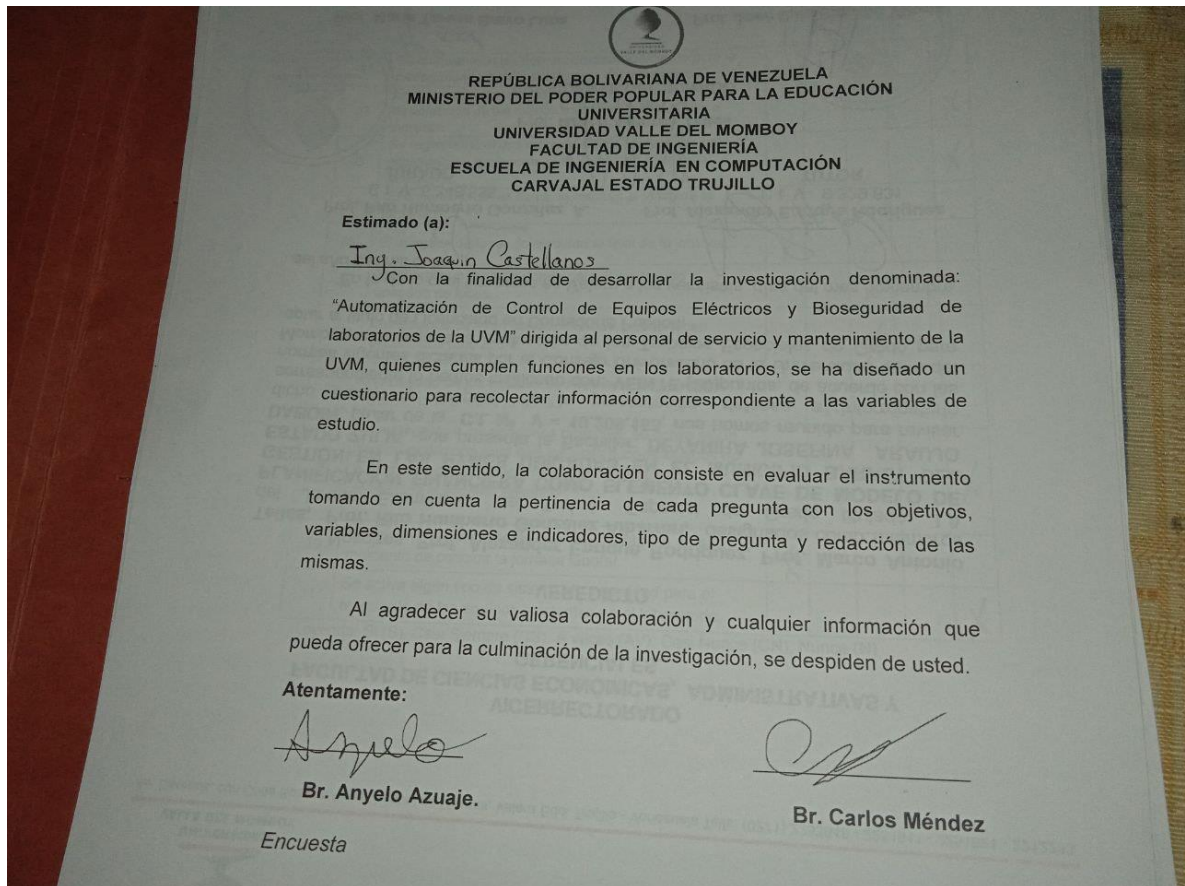 VALLE DEL MOMBOY
REPÚBLICA BOLIVARIANA DE VENEZUELA
MINISTERIO DEL PODER POPULAR PARA LA EDUCACIÓN
UNIVERSITARIA
UNIVERSIDAD VALLE DEL MOMBOY
FACULTAD DE INGENIERÍA
ESCUELA DE INGENIERÍA EN COMPUTACIÓN
CARVAJAL ESTADO TRUJILLO
Estimado (a):
Ing. Joaquin Castellanos
Con la finalidad de desarrollar la investigación denominada:
“Automatización de Control de Equipos Eléctricos y Bioseguridad de
laboratorios de la UVM” dirigida al personal de servicio y mantenimiento de la
UVM, quienes cumplen funciones en los laboratorios, se ha diseñado un
cuestionario para recolectar información correspondiente a las variables de
estudio.
En este sentido, la colaboración consiste en evaluar el instrumento
tomando en cuenta la pertinencia de cada pregunta con los objetivos,
variables, dimensiones e indicadores, tipo de pregunta y redacción de las
mismas.
Al agradecer su valiosa colaboración y cualquier información que
pueda ofrecer para la culminación de la investigación, se despiden de usted.
Atentamente:
Anyelo
Br. Anyelo Azuaje.
Br. Carlos Méndez
Encuesta